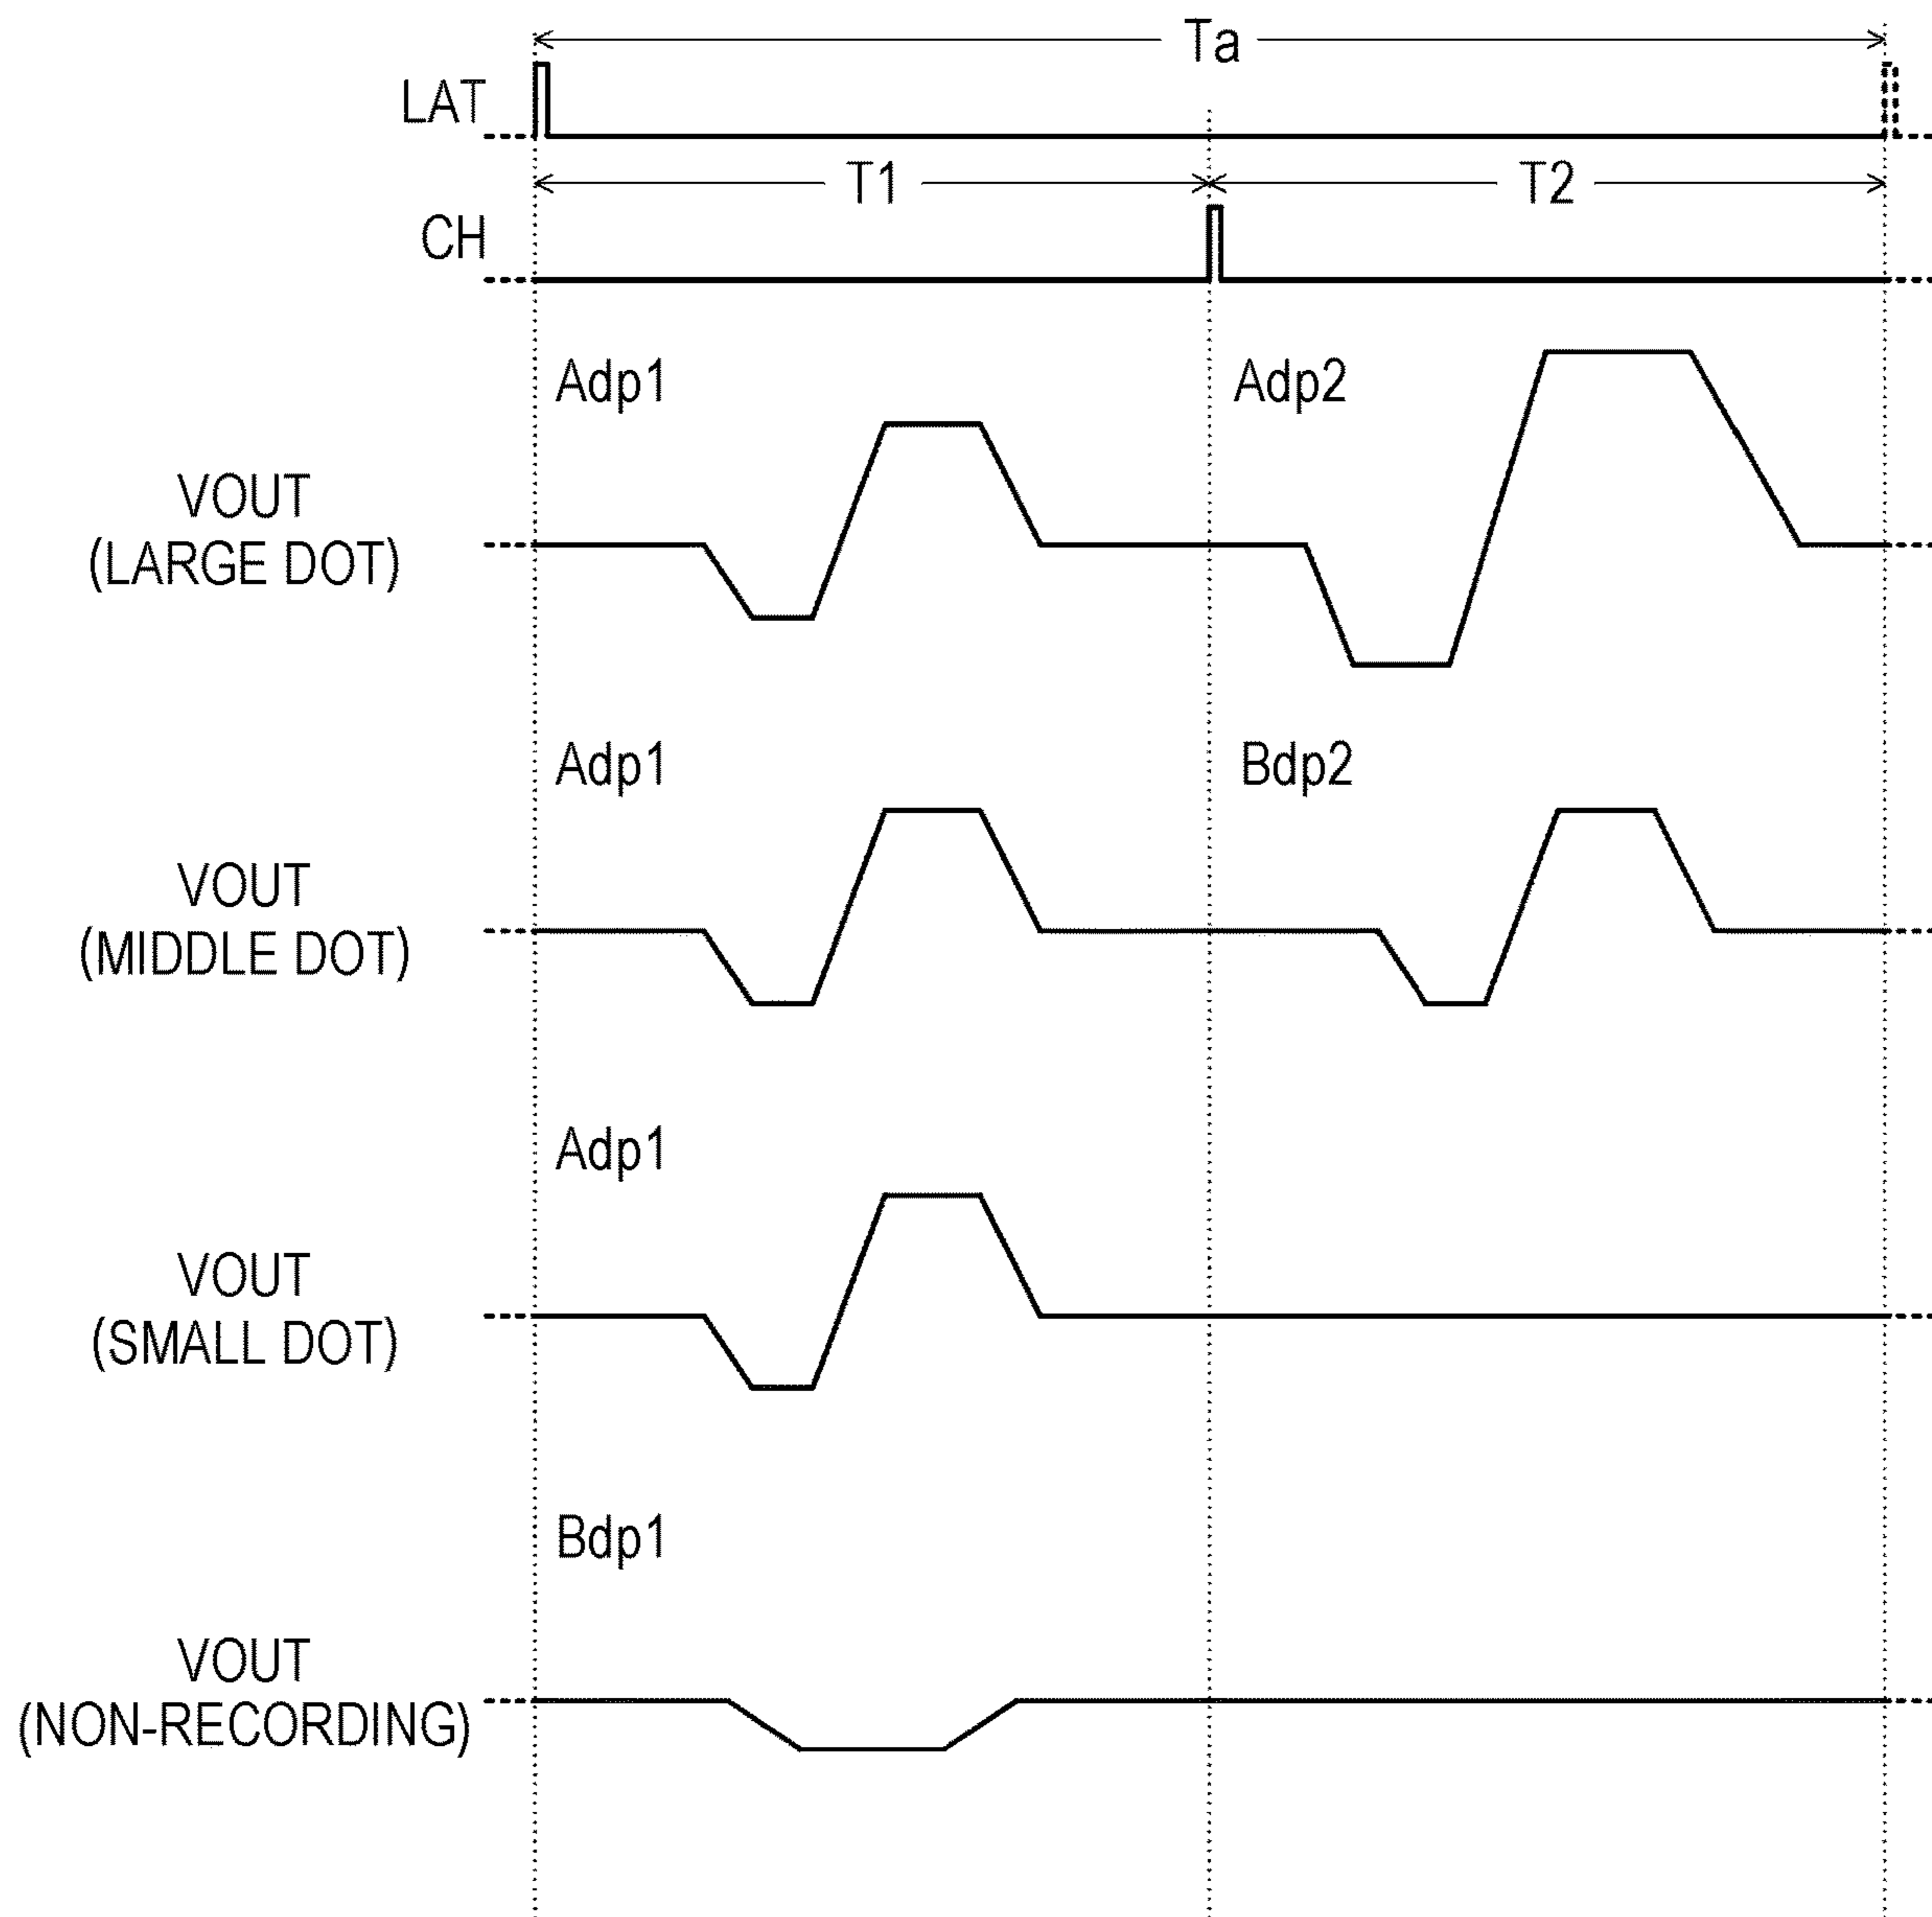 Ta
LAT
T1
T2
CH
Adp1
Adp2
VOUT
(LARGE DOT)
Adp1
Bdp2
VOUT
(MIDDLE DOT)
Adp1
VOUT
(SMALL DOT)
Bdp1
VOUT
(NON-RECORDING)